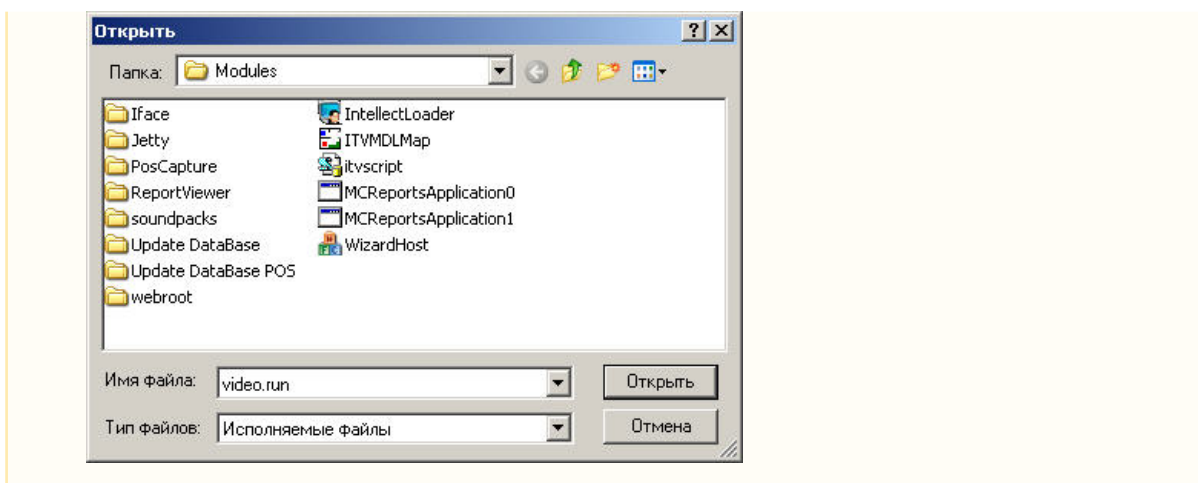 Открыть
Папка: Modules
Iface
Jetty
PosCapture
ReportViewer
soundpacks
Update DataBase
Update DataBase POS
webroot
IntellectLoader
ITVMDLMap
itvscript
MCReportsApplication0
MCReportsApplication1
WizardHost
Имя файла: video.run Открыть
Тип файлов: Исполняемые файлы Отмена